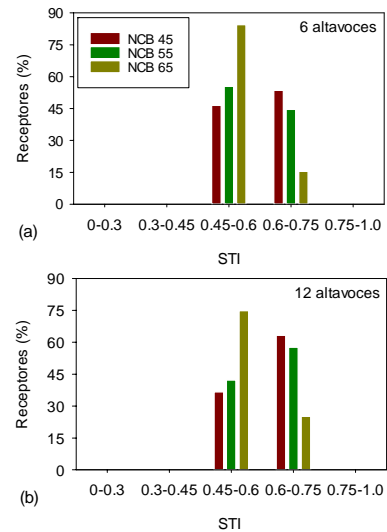 6 altavoces
NCB 45
NCB 55
NCB 65
Receptores (%)
90
75
60
45
30
15
0
0-0.3 0.3-0.45 0.45-0.6 0.6-0.75 0.75-1.0
(a)
STI
12 altavoces
Receptores (%)
90
75
60
45
30
15
0
0-0.3 0.3-0.45 0.45-0.6 0.6-0.75 0.75-1.0
(b)
STI